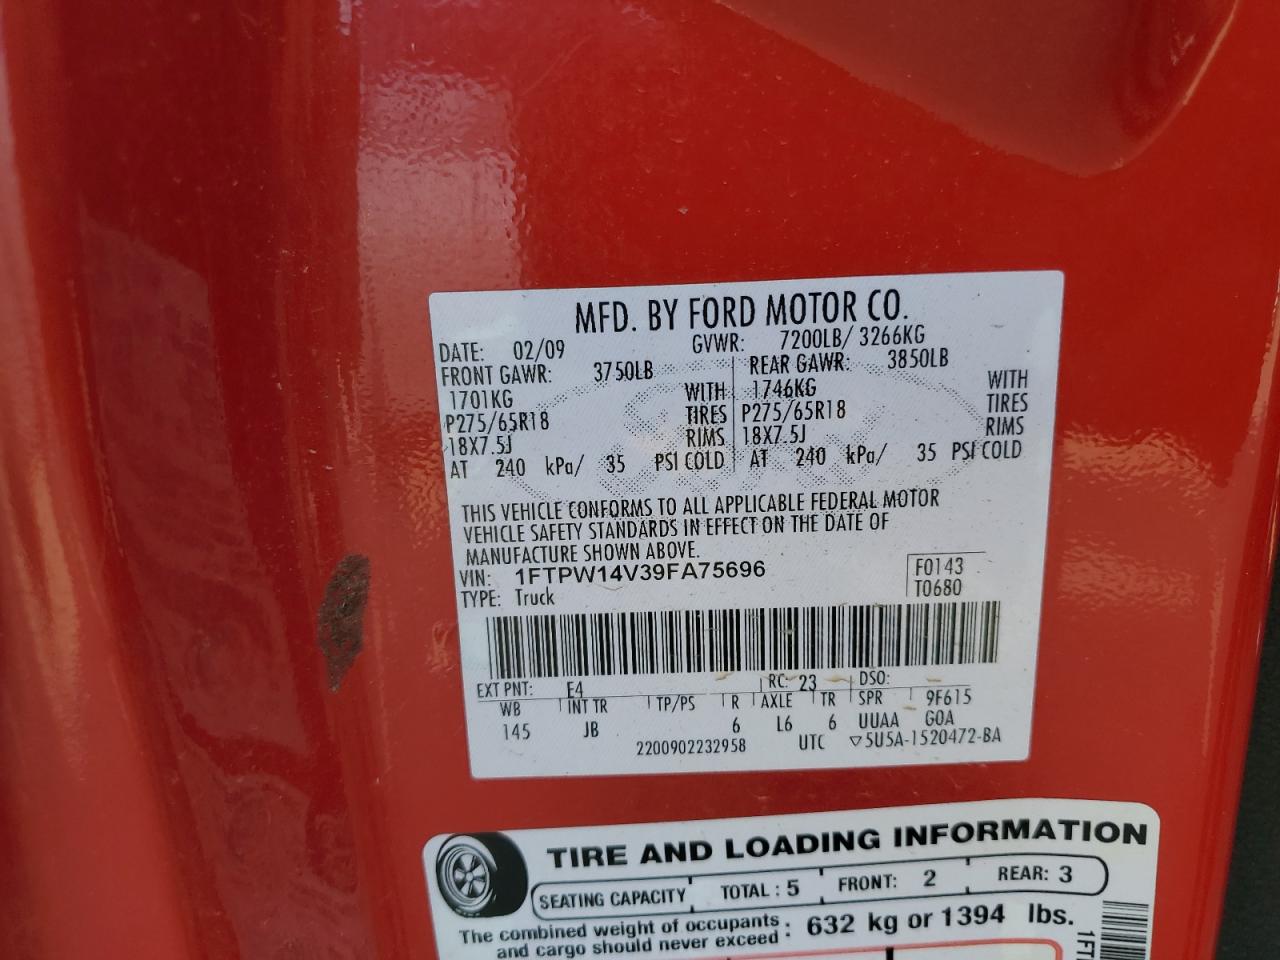 MFD. BY FORD MOTOR CO.
DATE: 02/09 GVWR: 7200LB/ 3266KG
FRONT GAWR: 3750LB REAR GAWR: 3850LB
1701KG WITH 1746KG WITH
P275/65R18 TIRES P275/65R18 TIRES
18X7.5J RIMS 18X7.5J RIMS
AT 240 kPa/ 35 PSI COLD AT 240 kPa/ 35 PSI COLD
THIS VEHICLE CONFORMS TO ALL APPLICABLE FEDERAL MOTOR
VEHICLE SAFETY STANDARDS IN EFFECT ON THE DATE OF
MANUFACTURE SHOWN ABOVE.
VIN: 1FTPW14V39FA75696 F0143
TYPE: Truck T0680
EXT PNT: E4 RC: 23 DSO:
WB INT TR TP/PS R AXLE TR SPR 9F615
145 JB 6 L6 6 UUAA GOA
2200902232958 UTC ▽5U5A-1520472-BA
TIRE AND LOADING INFORMATION
SEATING CAPACITY TOTAL : 5 FRONT: 2 REAR: 3
The combined weight of occupants
and cargo should never exceed : 632 kg or 1394 lbs.